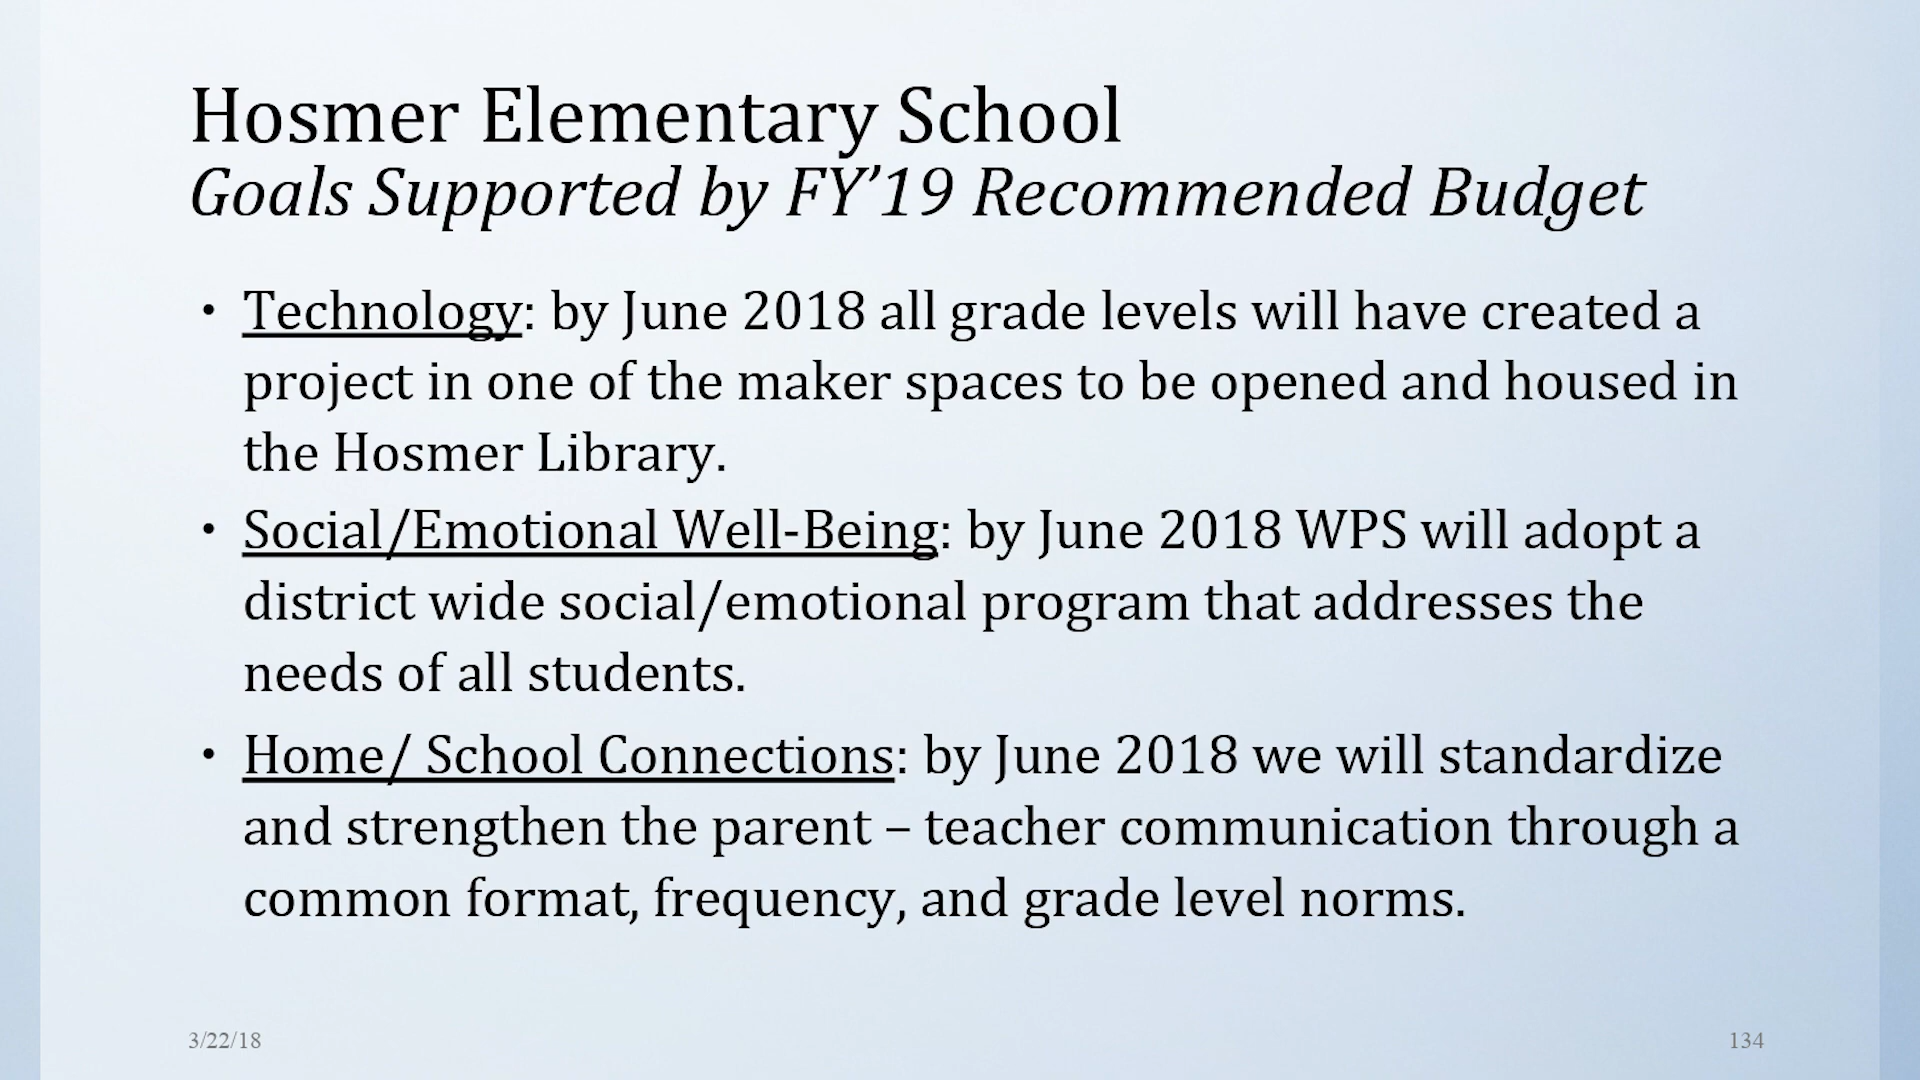 Hosmer Elementary School
Goals Supported by FY’19 Recommended Budget
• Technology: by June 2018 all grade levels will have created a
project in one of the maker spaces to be opened and housed in
the Hosmer Library.
• Social/Emotional Well-Being: by June 2018 WPS will adopt a
district wide social/emotional program that addresses the
needs of all students.
• Home/ School Connections: by June 2018 we will standardize
and strengthen the parent – teacher communication through a
common format, frequency, and grade level norms.
3/22/18
134